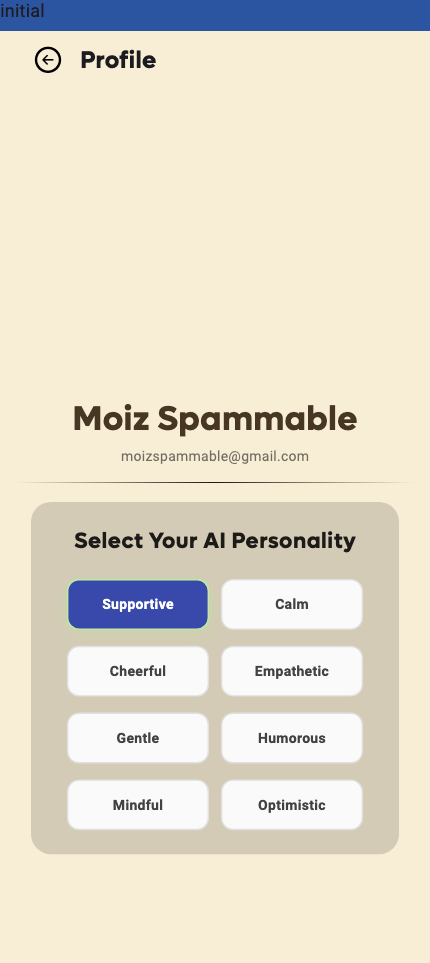 initial
Profile
Moiz Spammable
moizspammable@gmail.com
Select Your AI Personality
Supportive
Calm
Cheerful
Empathetic
Gentle
Humorous
Mindful
Optimistic